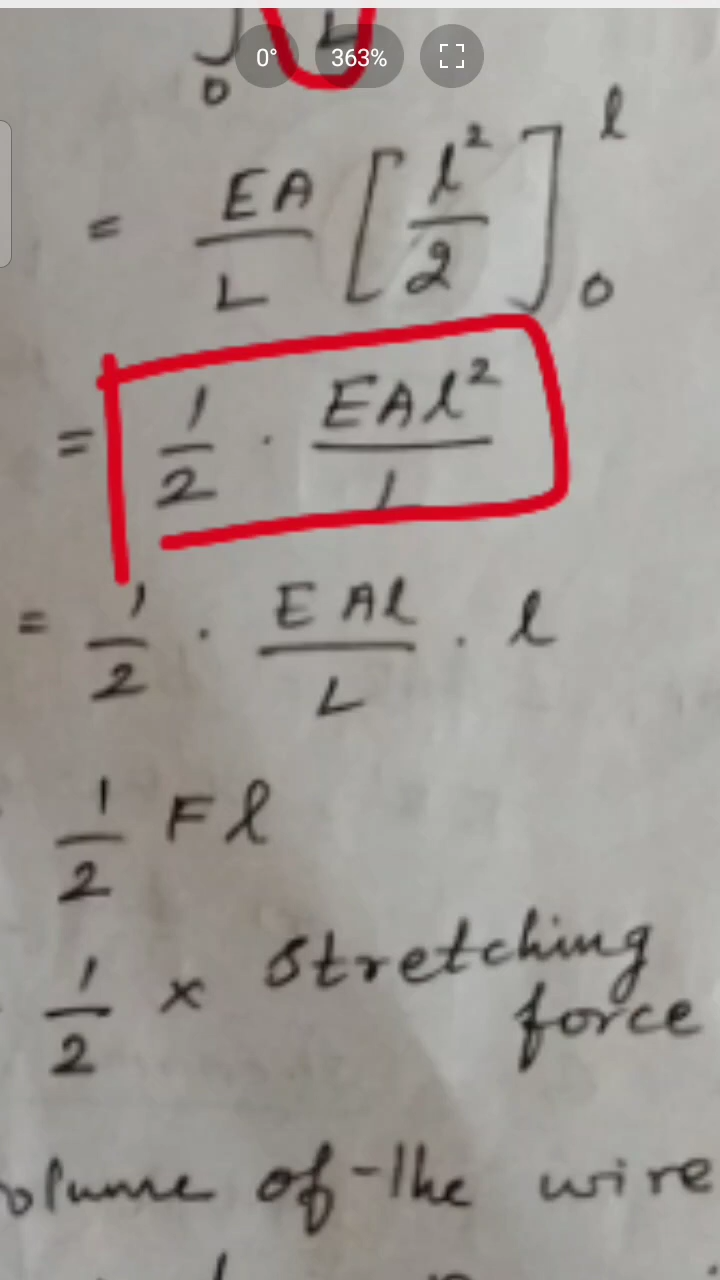 0° 363%
0
= EA/L [l²/2] l 0
= 1/2 · EAl²/L
= 1/2 · EAl/L · l
1/2 Fl
1/2 × Stretching
force
of the wire